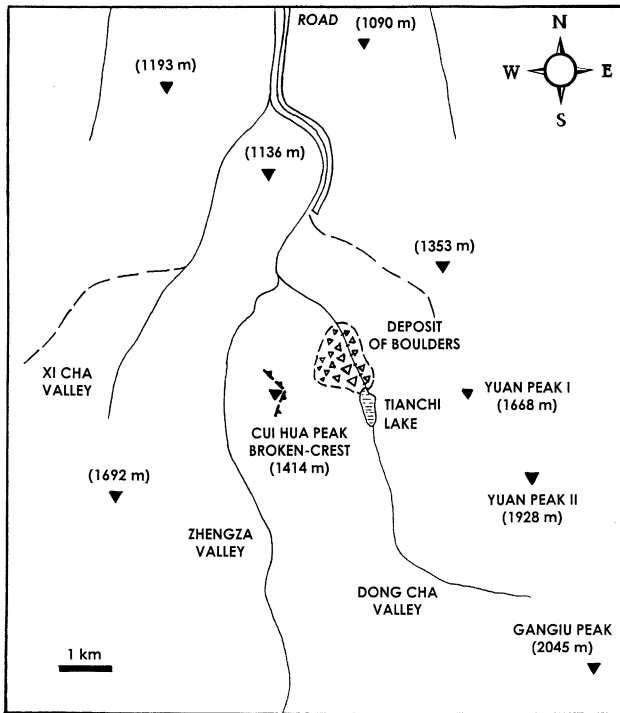 ROAD
(1090 m)
N
W E
S
(1193 m)
(1136 m)
(1353 m)
DEPOSIT
OF BOULDERS
XI CHA
VALLEY
YUAN PEAK I
(1668 m)
TIANCHI
LAKE
CUI HUA PEAK
BROKEN-CREST
(1414 m)
(1692 m)
YUAN PEAK II
(1928 m)
ZHENGZA
VALLEY
DONG CHA
VALLEY
GANGIU PEAK
(2045 m)
1 km